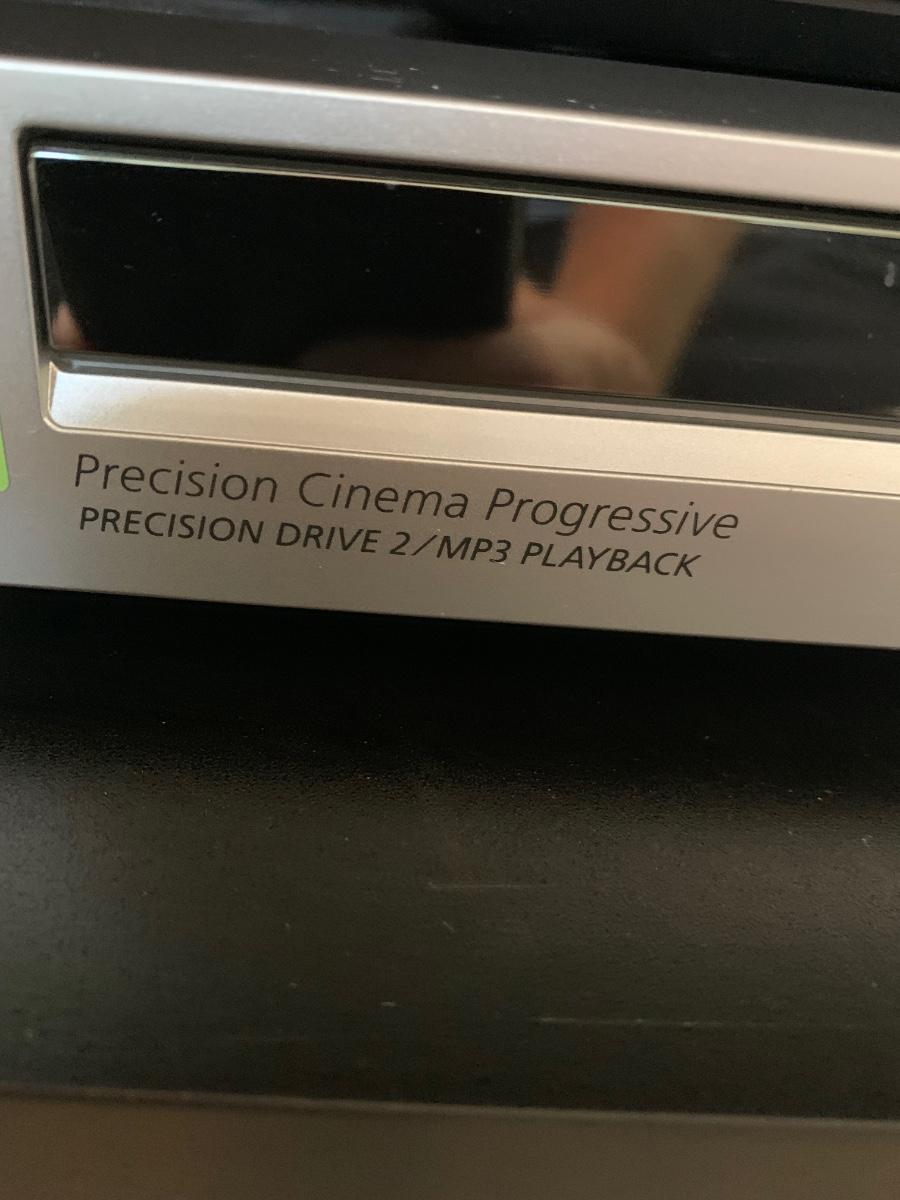 Precision Cinema Progressive
PRECISION DRIVE 2/MP3 PLAYBACK